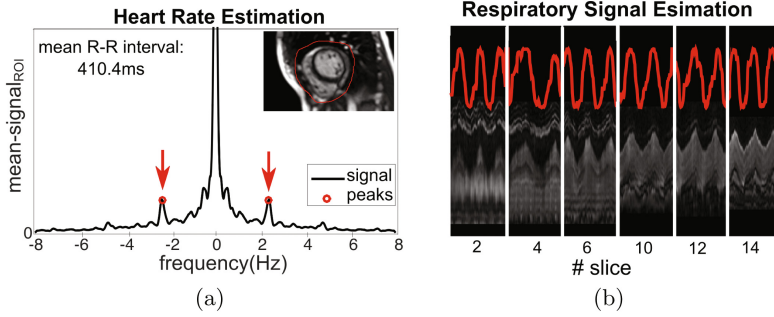 Heart Rate Estimation
mean R-R interval:
410.4ms
mean-signalROI
signal
peaks
0
-8 -6 -4 -2 0 2 4 6 8
frequency(Hz)
(a)
Respiratory Signal Esimation
2 4 6 10 12 14
# slice
(b)